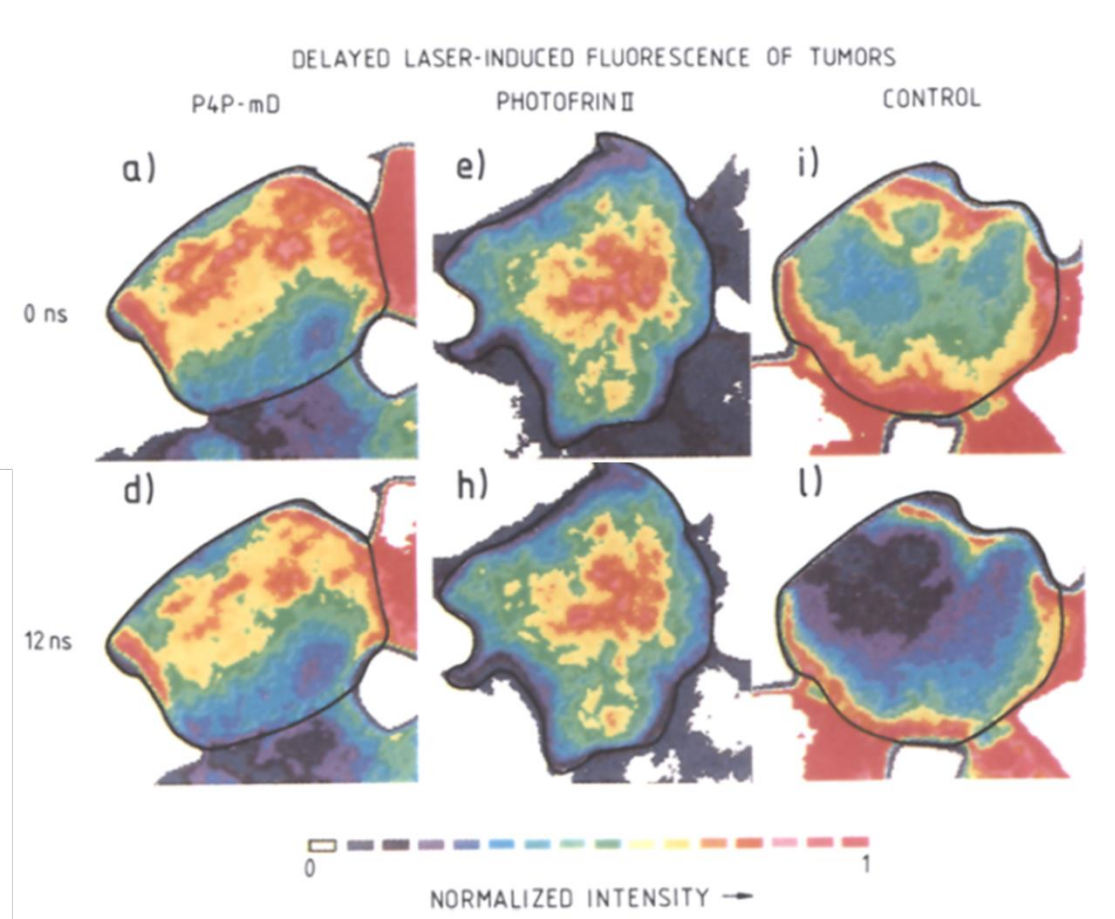 DELAYED LASER-INDUCED FLUORESCENCE OF TUMORS
P4P-mD PHOTOFRIN II CONTROL
a) e) i)
0 ns
d) h) l)
12 ns
0 1
NORMALIZED INTENSITY →